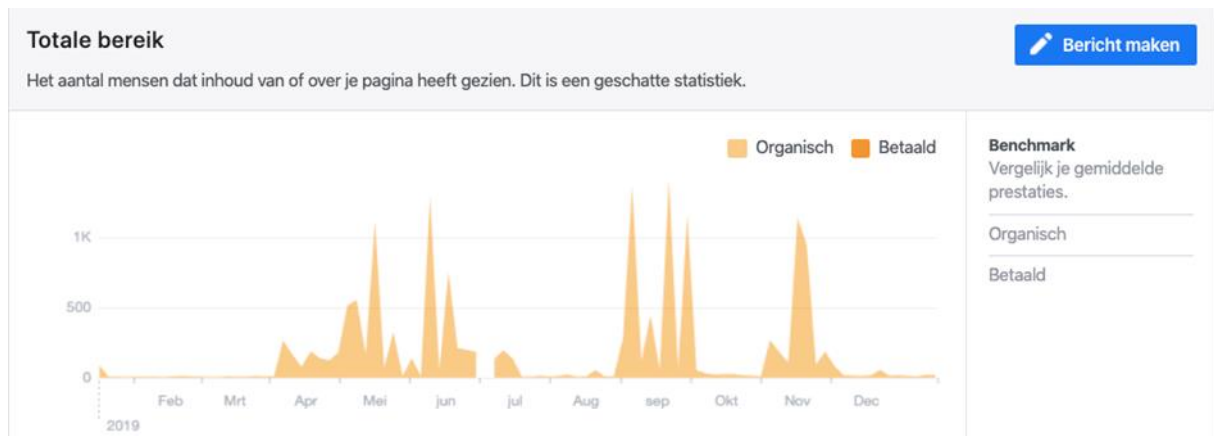 Totale bereik
Bericht maken
Het aantal mensen dat inhoud van of over je pagina heeft gezien. Dit is een geschatte statistiek.
Organisch Betaald
Benchmark
Vergelijk je gemiddelde
prestaties.
Organisch
Betaald
1K
500
0
Feb Mrt Apr Mei jun jul Aug sep Okt Nov Dec
2019